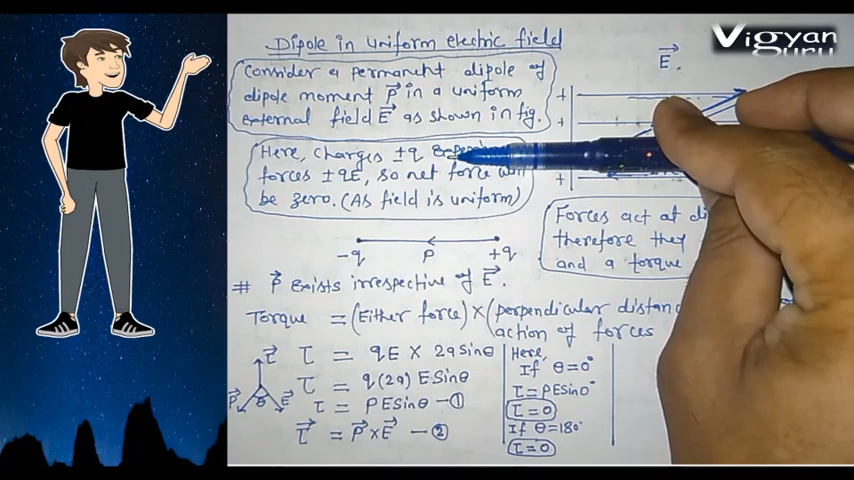 Vigyan
guru
Dipole in uniform electric field
Consider a permanent dipole of
dipole moment P⃗ in a uniform
external field E⃗ as shown in fig.
E⃗.
+
+
+
Here, charges ±q
forces ±qE, so net force will
be zero. (As field is uniform)
Forces act at
therefore they
and a torque
-q P +q
# P⃗ exists irrespective of E⃗.
Torque = (Either force) × (perpendicular
action of forces
τ = qE × 2a sinθ
τ = q(2a) E sinθ
τ = PE sinθ —①
τ⃗ = P⃗ × E⃗ —②
τ⃗
P⃗ θ E⃗
Here,
If θ = 0°
τ = PE sin0°
τ = 0
If θ = 180°
τ = 0